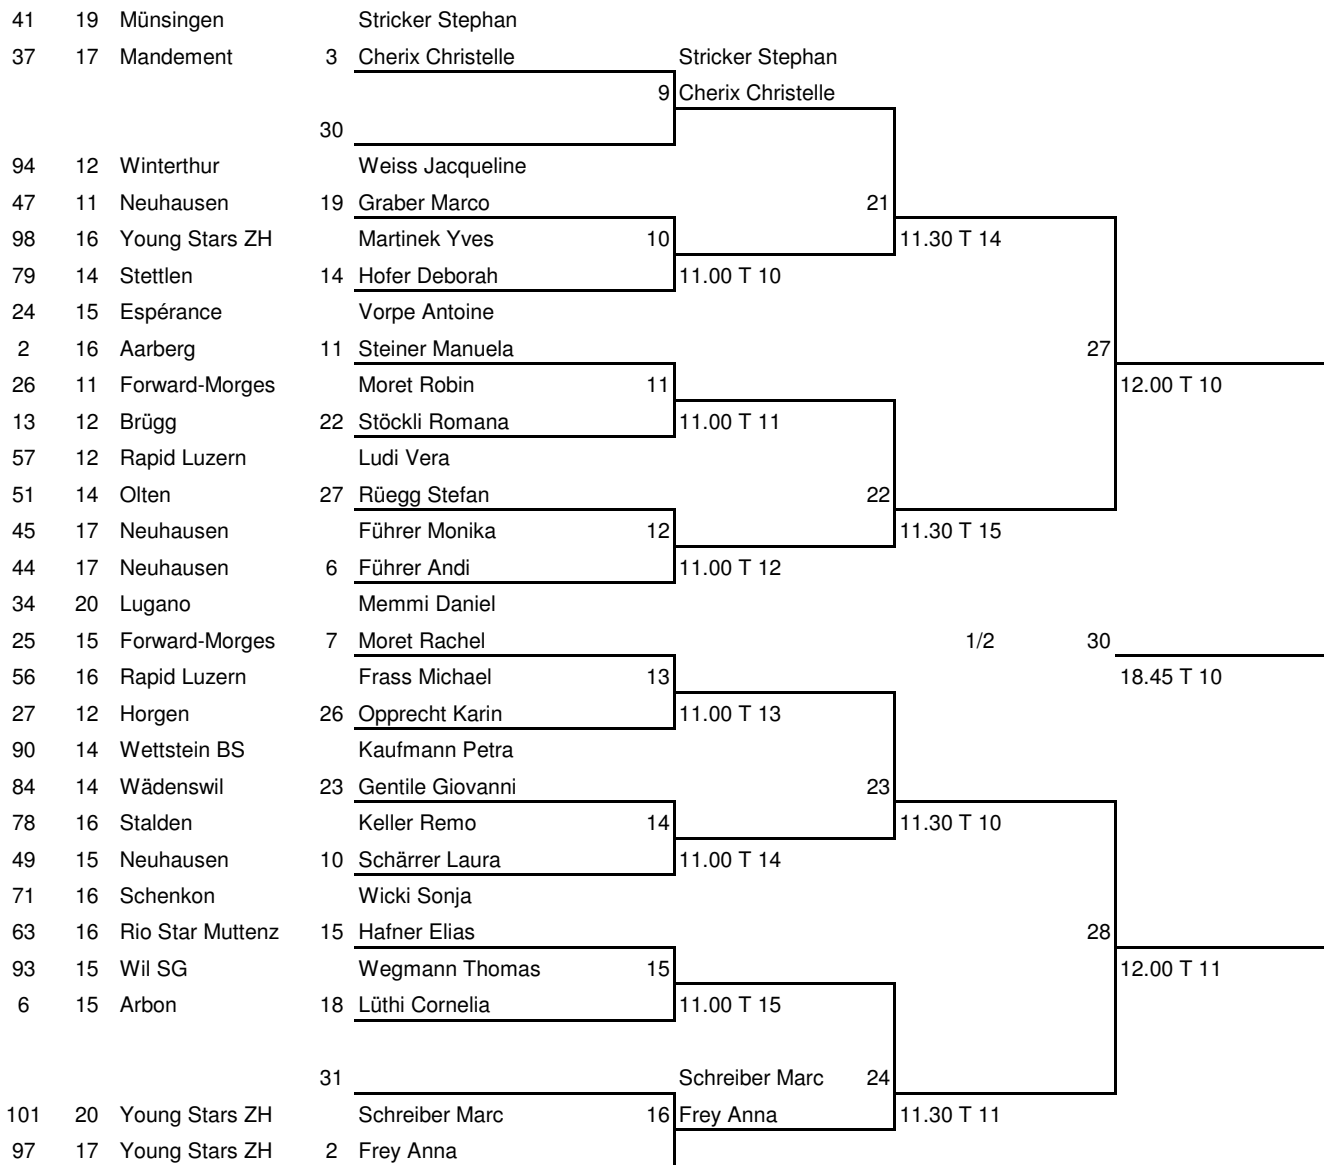 41 19 Münsingen Stricker Stephan
37 17 Mandement 3 Cherix Christelle Stricker Stephan
9 Cherix Christelle
30
94 12 Winterthur Weiss Jacqueline
47 11 Neuhausen 19 Graber Marco 21
98 16 Young Stars ZH Martinek Yves 10 11.30 T 14
79 14 Stettlen 14 Hofer Deborah 11.00 T 10
24 15 Espérance Vorpe Antoine
2 16 Aarberg 11 Steiner Manuela 27
26 11 Forward-Morges Moret Robin 11 12.00 T 10
13 12 Brügg 22 Stöckli Romana 11.00 T 11
57 12 Rapid Luzern Ludi Vera
51 14 Olten 27 Rüegg Stefan 22
45 17 Neuhausen Führer Monika 12 11.30 T 15
44 17 Neuhausen 6 Führer Andi 11.00 T 12
34 20 Lugano Memmi Daniel
25 15 Forward-Morges 7 Moret Rachel 1/2 30
56 16 Rapid Luzern Frass Michael 13 18.45 T 10
27 12 Horgen 26 Opprecht Karin 11.00 T 13
90 14 Wettstein BS Kaufmann Petra
84 14 Wädenswil 23 Gentile Giovanni 23
78 16 Stalden Keller Remo 14 11.30 T 10
49 15 Neuhausen 10 Schärrer Laura 11.00 T 14
71 16 Schenkon Wicki Sonja
63 16 Rio Star Muttenz 15 Hafner Elias 28
93 15 Wil SG Wegmann Thomas 15 12.00 T 11
6 15 Arbon 18 Lüthi Cornelia 11.00 T 15
31 Schreiber Marc 24
101 20 Young Stars ZH Schreiber Marc 16 Frey Anna 11.30 T 11
97 17 Young Stars ZH 2 Frey Anna